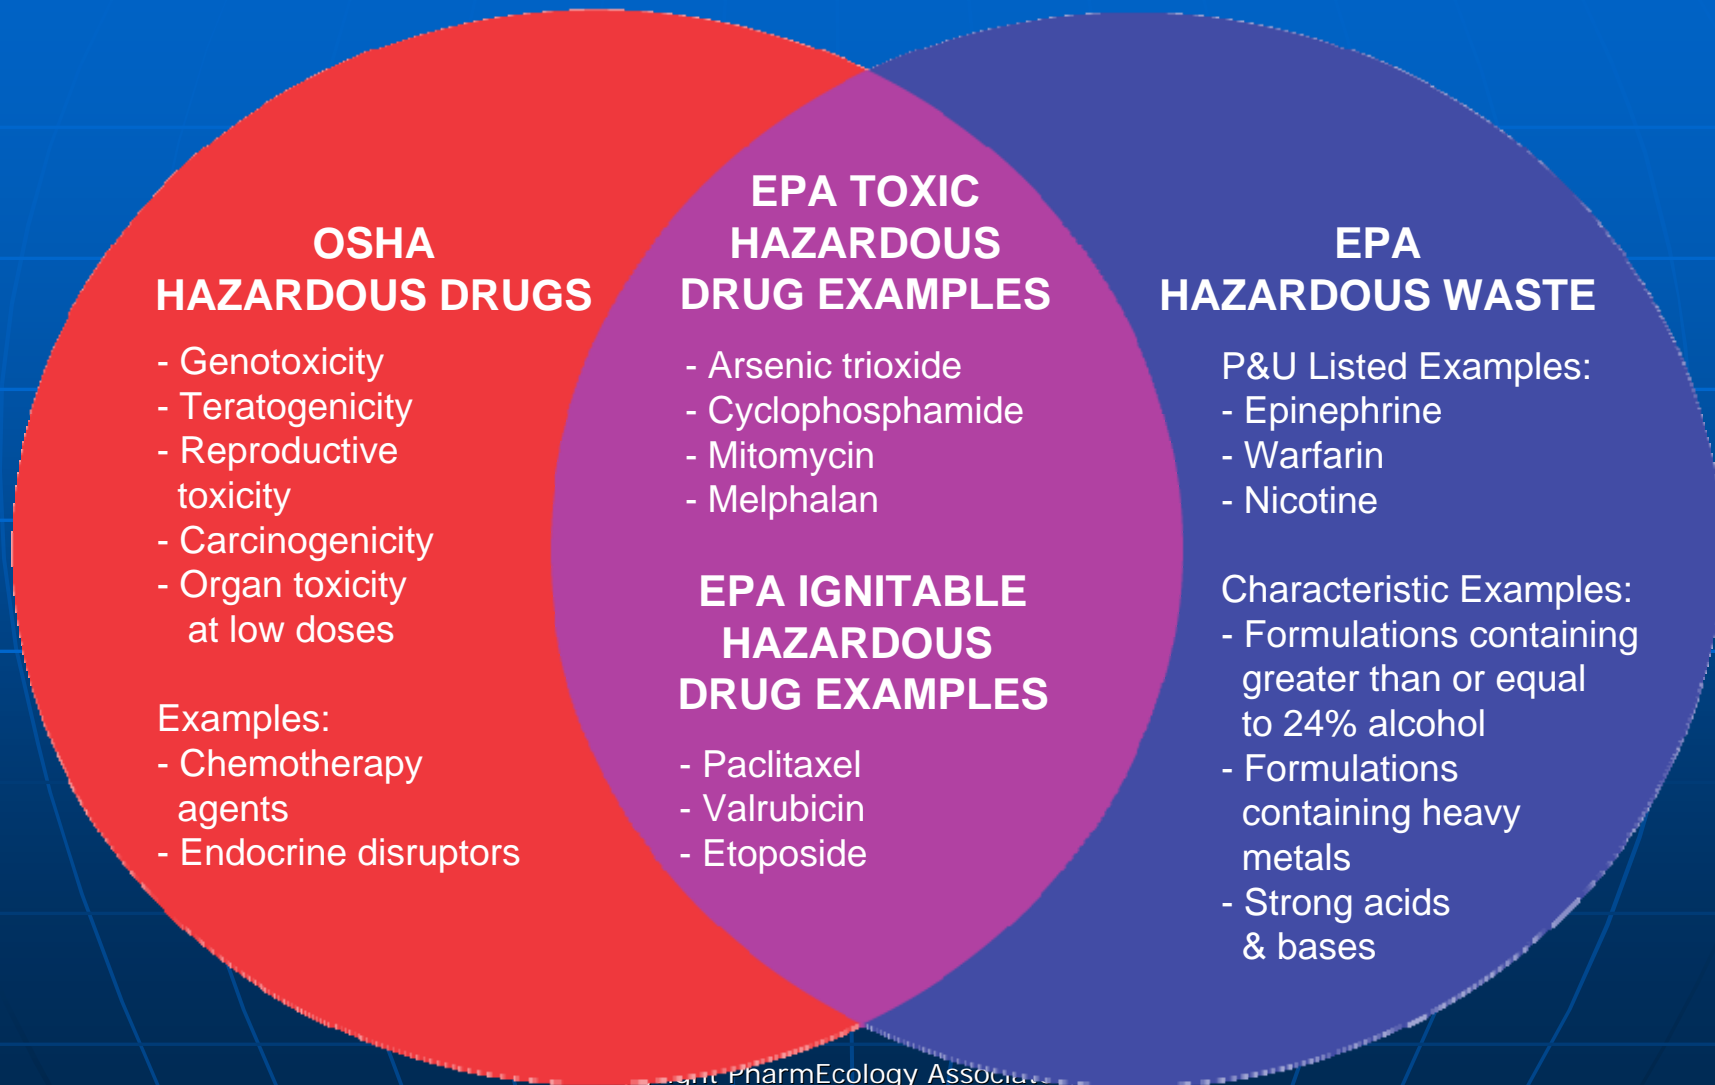 OSHA
HAZARDOUS DRUGS
- Genotoxicity
- Teratogenicity
- Reproductive
toxicity
- Carcinogenicity
- Organ toxicity
at low doses
Examples:
- Chemotherapy
agents
- Endocrine disruptors
EPA TOXIC
HAZARDOUS
DRUG EXAMPLES
- Arsenic trioxide
- Cyclophosphamide
- Mitomycin
- Melphalan
EPA IGNITABLE
HAZARDOUS
DRUG EXAMPLES
- Paclitaxel
- Valrubicin
- Etoposide
EPA
HAZARDOUS WASTE
P&U Listed Examples:
- Epinephrine
- Warfarin
- Nicotine
Characteristic Examples:
- Formulations containing
greater than or equal
to 24% alcohol
- Formulations
containing heavy
metals
- Strong acids
& bases
PharmEcology